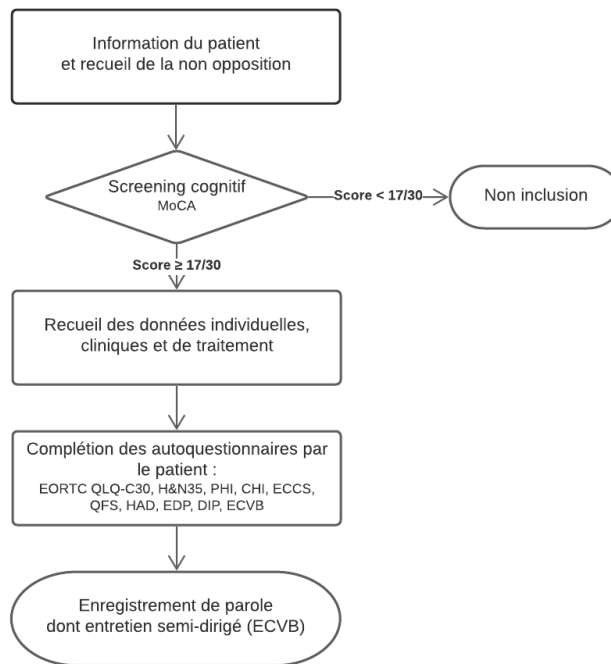 Information du patient
et recueil de la non opposition
Screening cognitif
MoCA
Score < 17/30
Non inclusion
Score ≥ 17/30
Recueil des données individuelles,
cliniques et de traitement
Complétion des autoquestionnaires par
le patient :
EORTC QLQ-C30, H&N35, PHI, CHI, ECCS,
QFS, HAD, EDP, DIP, ECVB
Enregistrement de parole
dont entretien semi-dirigé (ECVB)